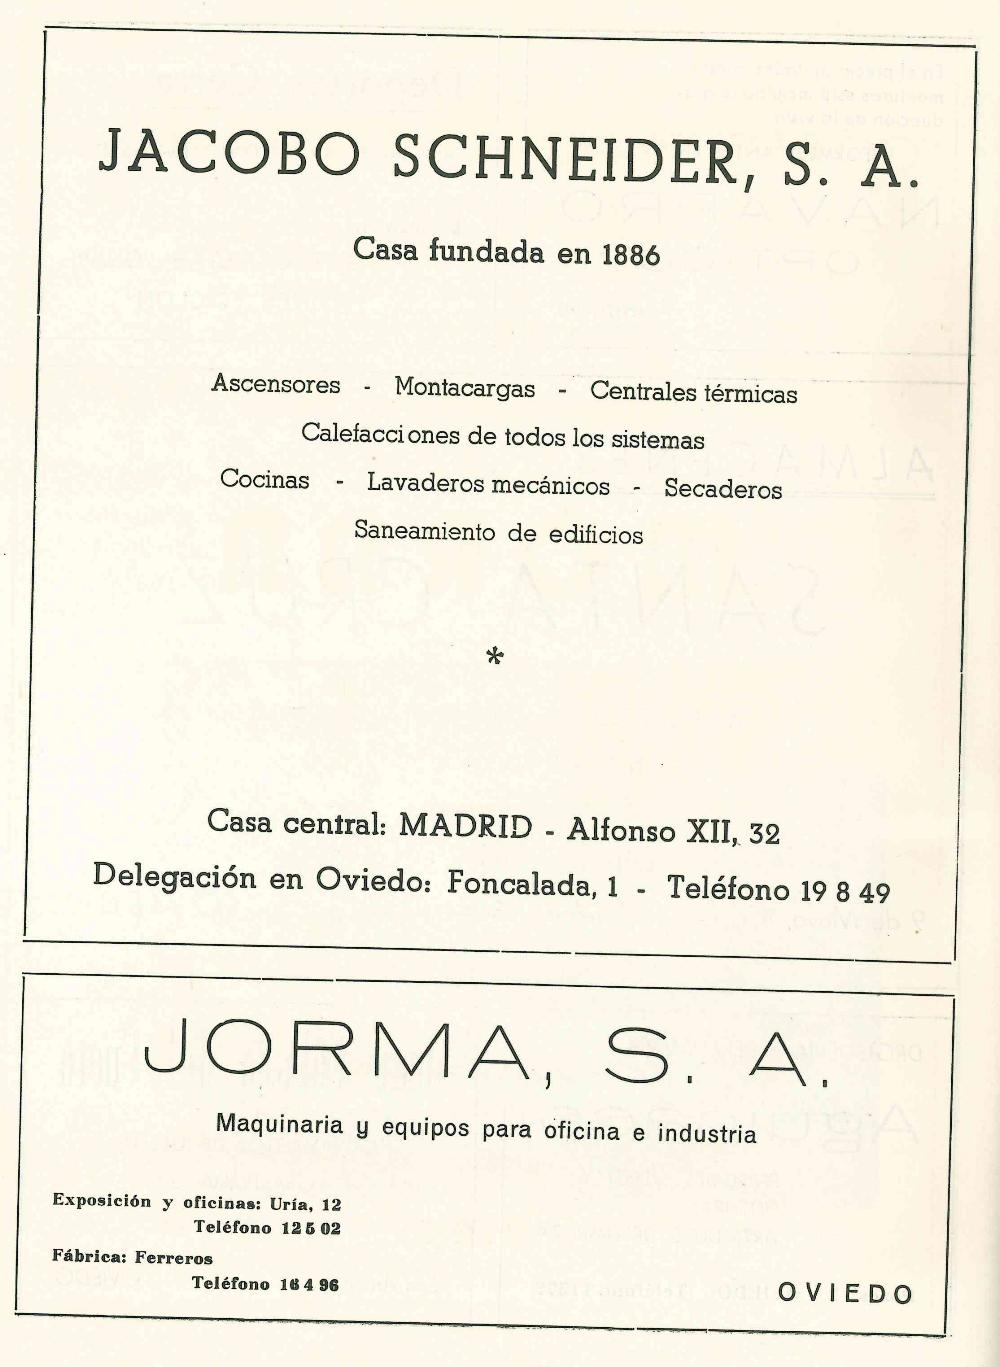 JACOBO SCHNEIDER, S. A.
Casa fundada en 1886
Ascensores - Montacargas - Centrales térmicas
Calefacciones de todos los sistemas
Cocinas - Lavaderos mecánicos - Secaderos
Saneamiento de edificios
*
Casa central: MADRID - Alfonso XII, 32
Delegación en Oviedo: Foncalada, 1 - Teléfono 19 8 49
JORMA, S. A.
Maquinaria y equipos para oficina e industria
Exposición y oficinas: Uría, 12
Teléfono 12 5 02
Fábrica: Ferreros
Teléfono 16 4 96
OVIEDO